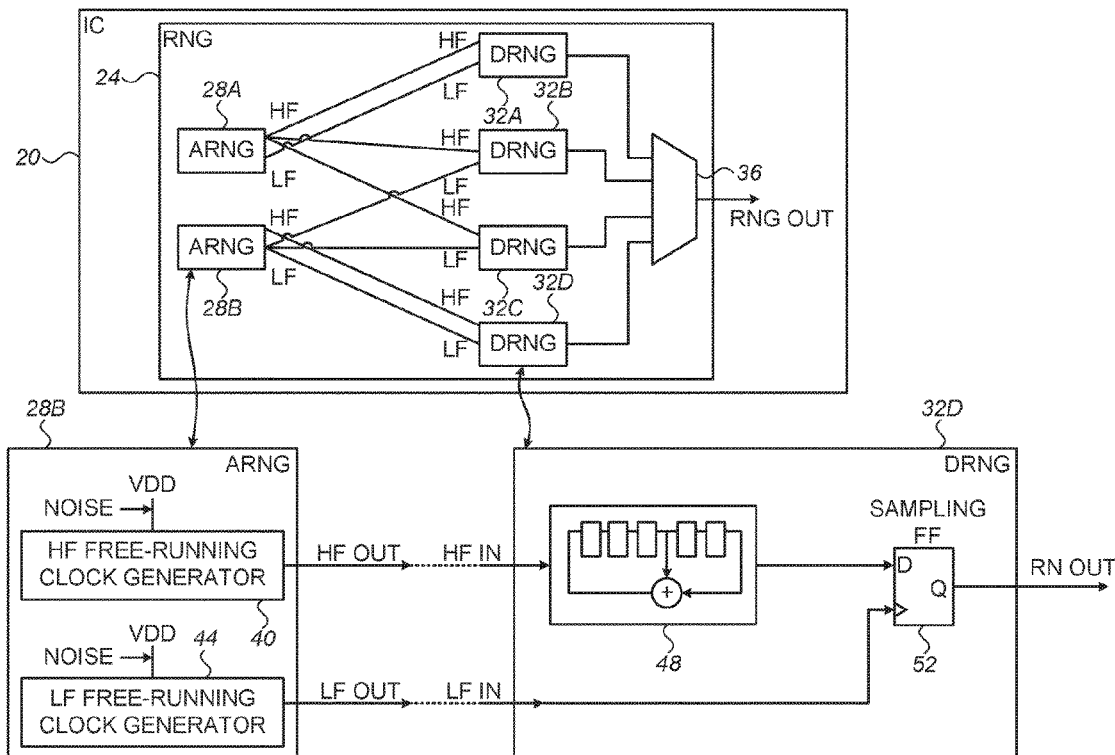 IC
RNG
24
20
28A
ARNG
HF
LF
HF
LF
DRNG
32A
32B
HF
DRNG
LF
HF
36
RNG OUT
ARNG
28B
HF
LF
DRNG
LF
32C
32D
HF
DRNG
LF
28B
ARNG
VDD
NOISE
HF FREE-RUNNING
CLOCK GENERATOR
40
VDD
44
NOISE
LF FREE-RUNNING
CLOCK GENERATOR
HF OUT
HF IN
LF OUT
LF IN
32D
DRNG
+
48
SAMPLING
FF
D
Q
52
RN OUT